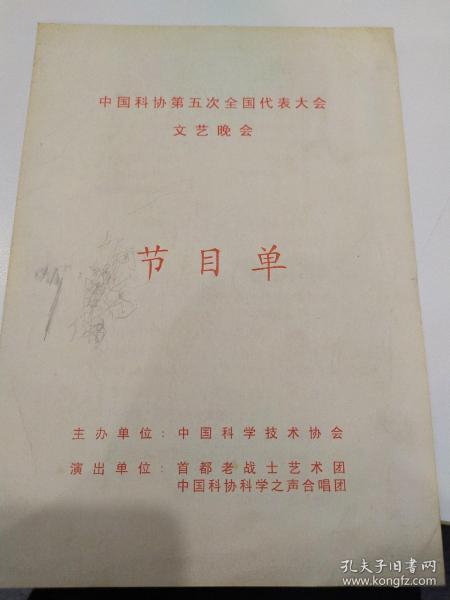 中国科协第五次全国代表大会
文艺晚会
节目单
主办单位：中国科学技术协会
演出单位：首都老战士艺术团
中国科协科学之声合唱团
孔夫子旧书网
www.kongfz.com